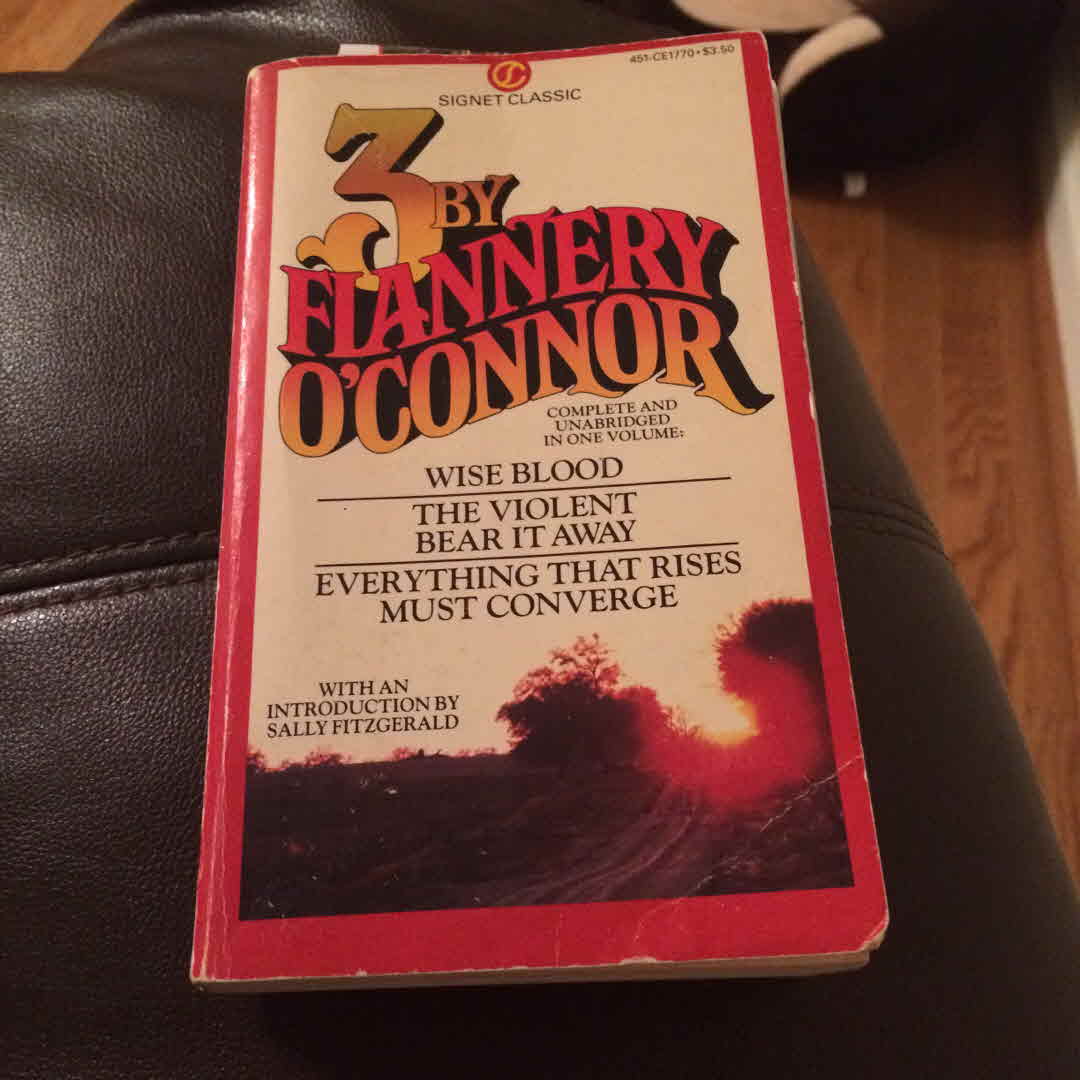 451-CE1770•$3.50
SIGNET CLASSIC
3 BY
FLANNERY
O'CONNOR
COMPLETE AND
UNABRIDGED
IN ONE VOLUME:
WISE BLOOD
THE VIOLENT
BEAR IT AWAY
EVERYTHING THAT RISES
MUST CONVERGE
WITH AN
INTRODUCTION BY
SALLY FITZGERALD